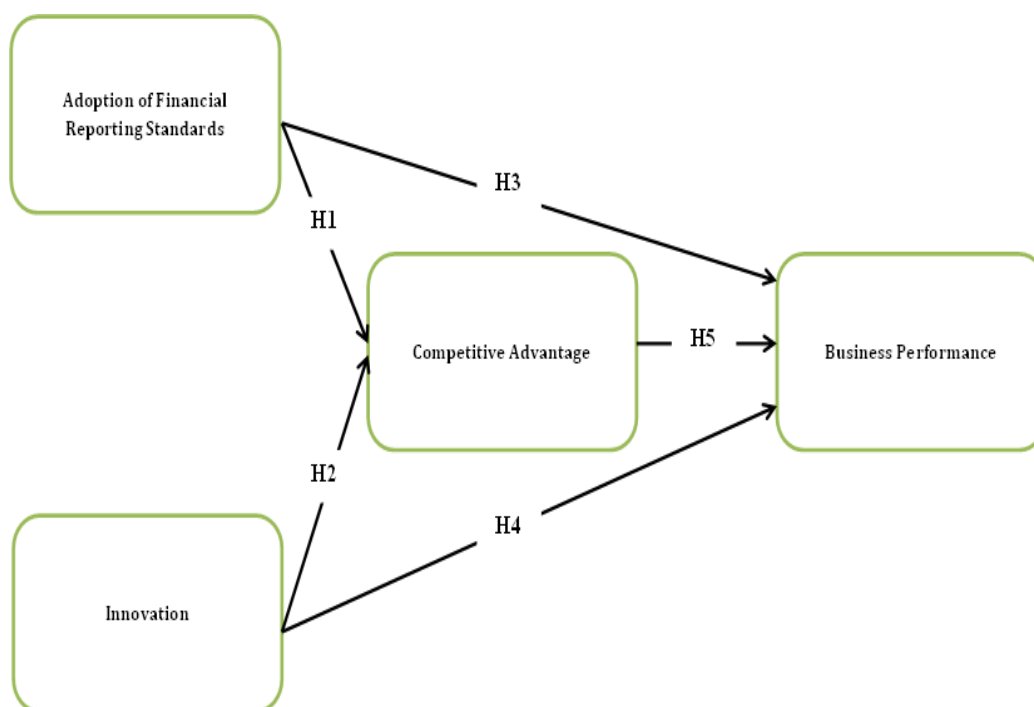 Adoption of Financial
Reporting Standards
H3
H1
Competitive Advantage
H5
Business Performance
H2
H4
Innovation